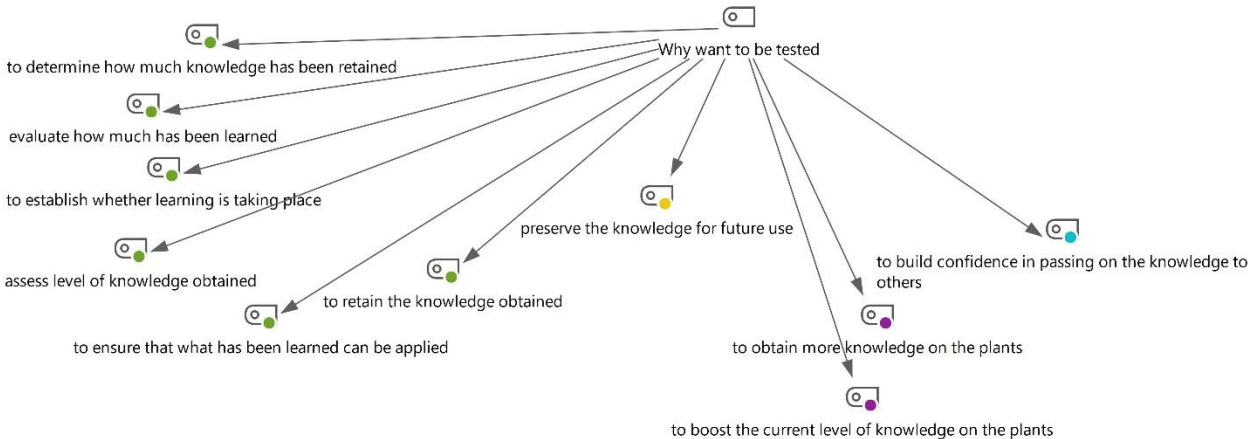 Why want to be tested
to determine how much knowledge has been retained
evaluate how much has been learned
to establish whether learning is taking place
preserve the knowledge for future use
to build confidence in passing on the knowledge to
others
assess level of knowledge obtained
to retain the knowledge obtained
to ensure that what has been learned can be applied
to obtain more knowledge on the plants
to boost the current level of knowledge on the plants